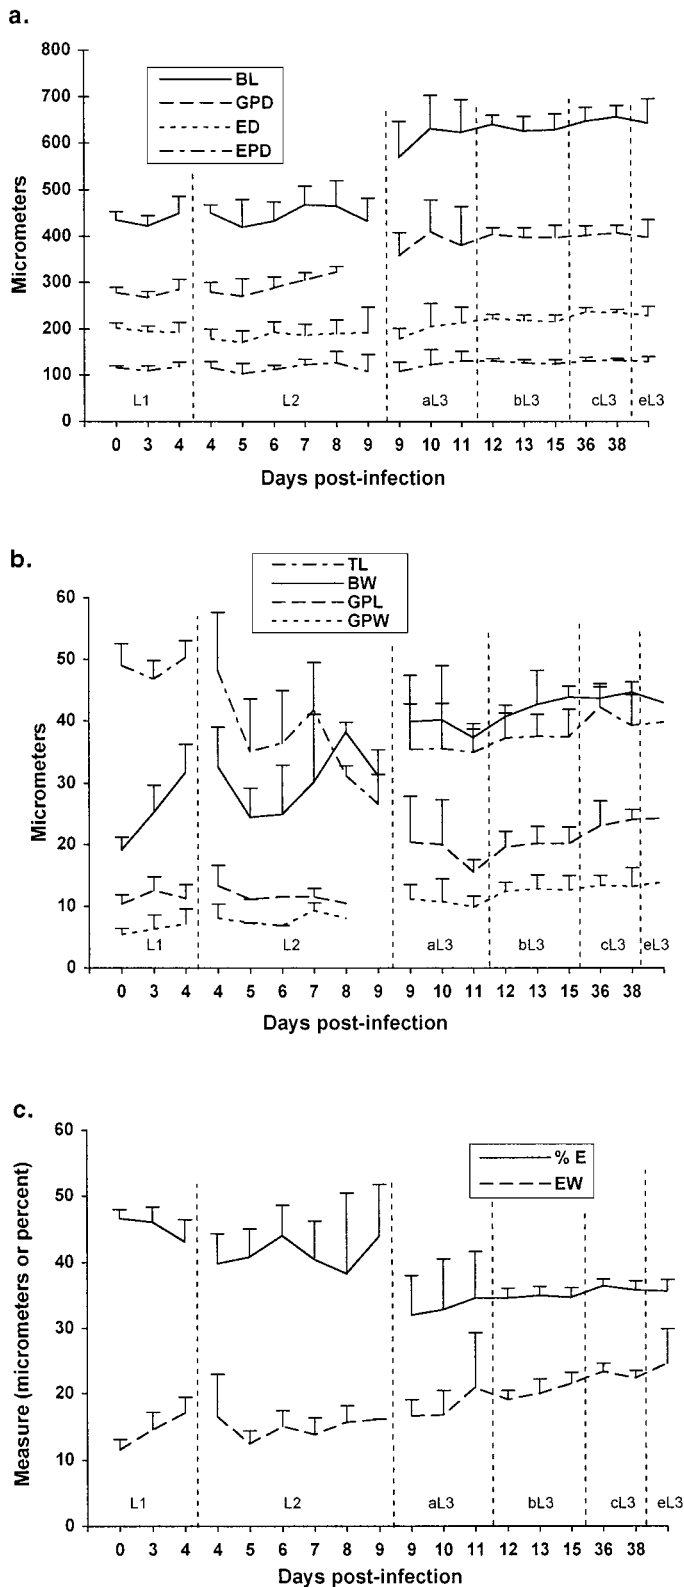 a.
800
700
600
500
400
300
200
100
0
Micrometers
BL
GPD
ED
EPD
L1 L2 aL3 bL3 cL3 eL3
0 3 4 4 5 6 7 8 9 9 10 11 12 13 15 36 38
Days post-infection
b.
60
50
40
30
20
10
0
Micrometers
TL
BW
GPL
GPW
L1 L2 aL3 bL3 cL3 eL3
0 3 4 4 5 6 7 8 9 9 10 11 12 13 15 36 38
Days post-infection
c.
60
50
40
30
20
10
0
Measure (micrometers or percent)
% E
EW
L1 L2 aL3 bL3 cL3 eL3
0 3 4 4 5 6 7 8 9 9 10 11 12 13 15 36 38
Days post-infection